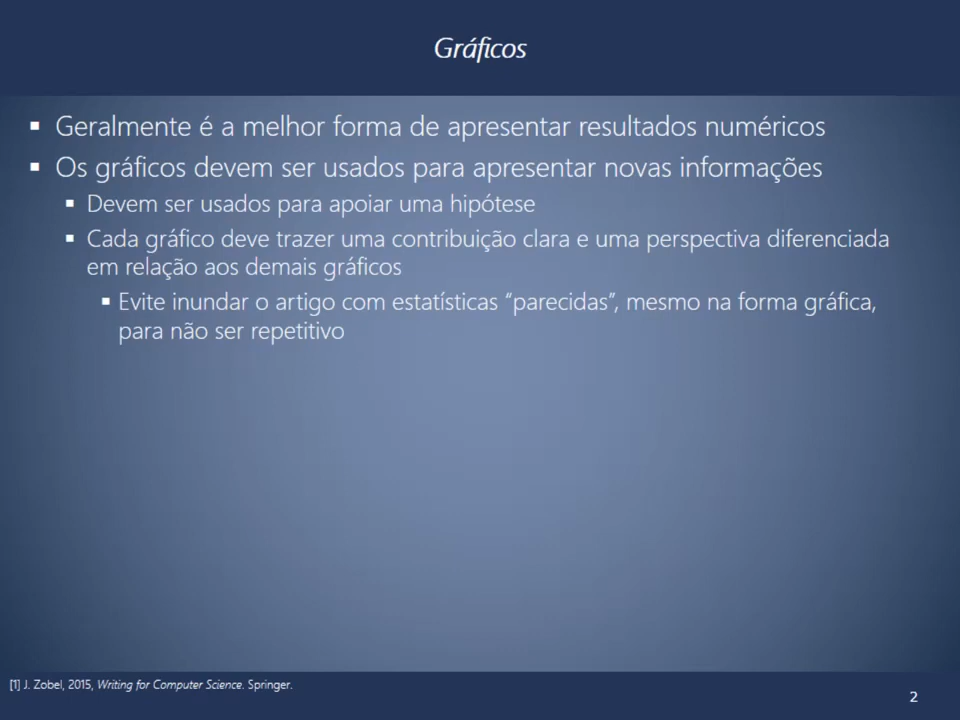 Gráficos
▪ Geralmente é a melhor forma de apresentar resultados numéricos
▪ Os gráficos devem ser usados para apresentar novas informações
▪ Devem ser usados para apoiar uma hipótese
▪ Cada gráfico deve trazer uma contribuição clara e uma perspectiva diferenciada
em relação aos demais gráficos
▪ Evite inundar o artigo com estatísticas “parecidas”, mesmo na forma gráfica,
para não ser repetitivo
[1] J. Zobel, 2015, Writing for Computer Science. Springer.
2